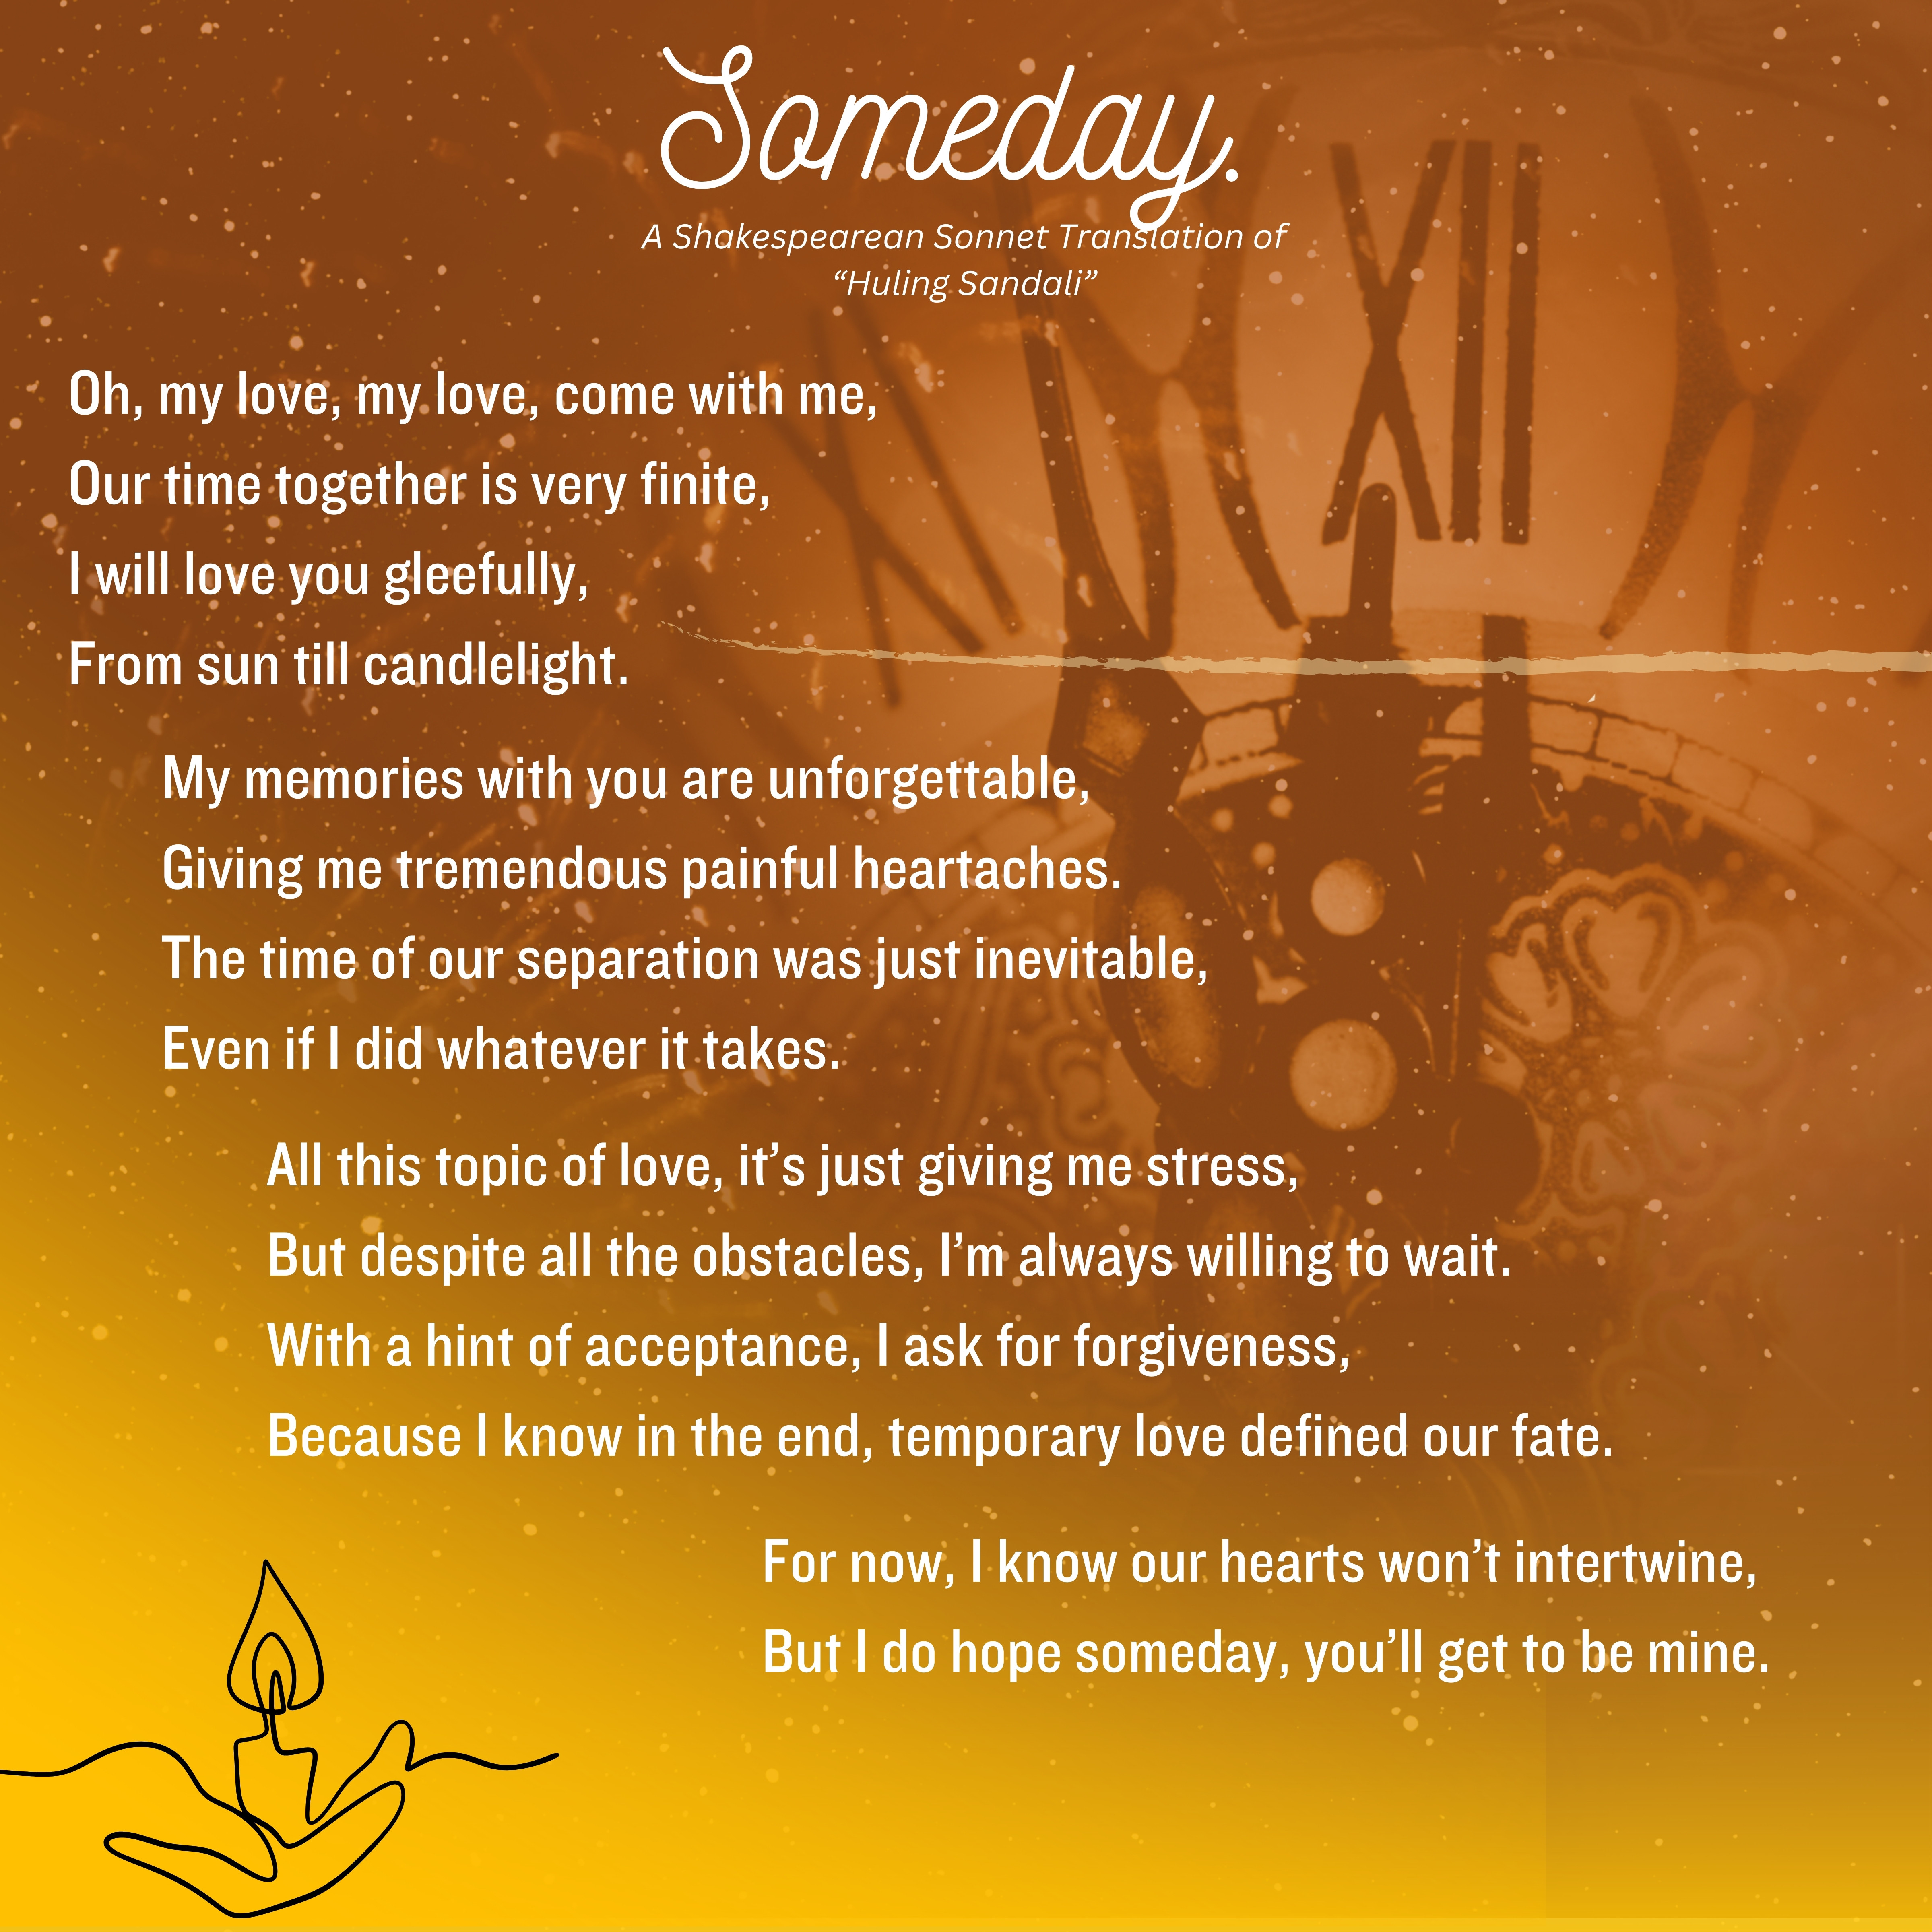 Someday.
A Shakespearean Sonnet Translation of
“Huling Sandali”
Oh, my love, my love, come with me,
Our time together is very finite,
I will love you gleefully,
From sun till candlelight.
My memories with you are unforgettable,
Giving me tremendous painful heartaches.
The time of our separation was just inevitable,
Even if I did whatever it takes.
All this topic of love, it’s just giving me stress,
But despite all the obstacles, I’m always willing to wait.
With a hint of acceptance, I ask for forgiveness,
Because I know in the end, temporary love defined our fate.
For now, I know our hearts won’t intertwine,
But I do hope someday, you’ll get to be mine.
XI
XII